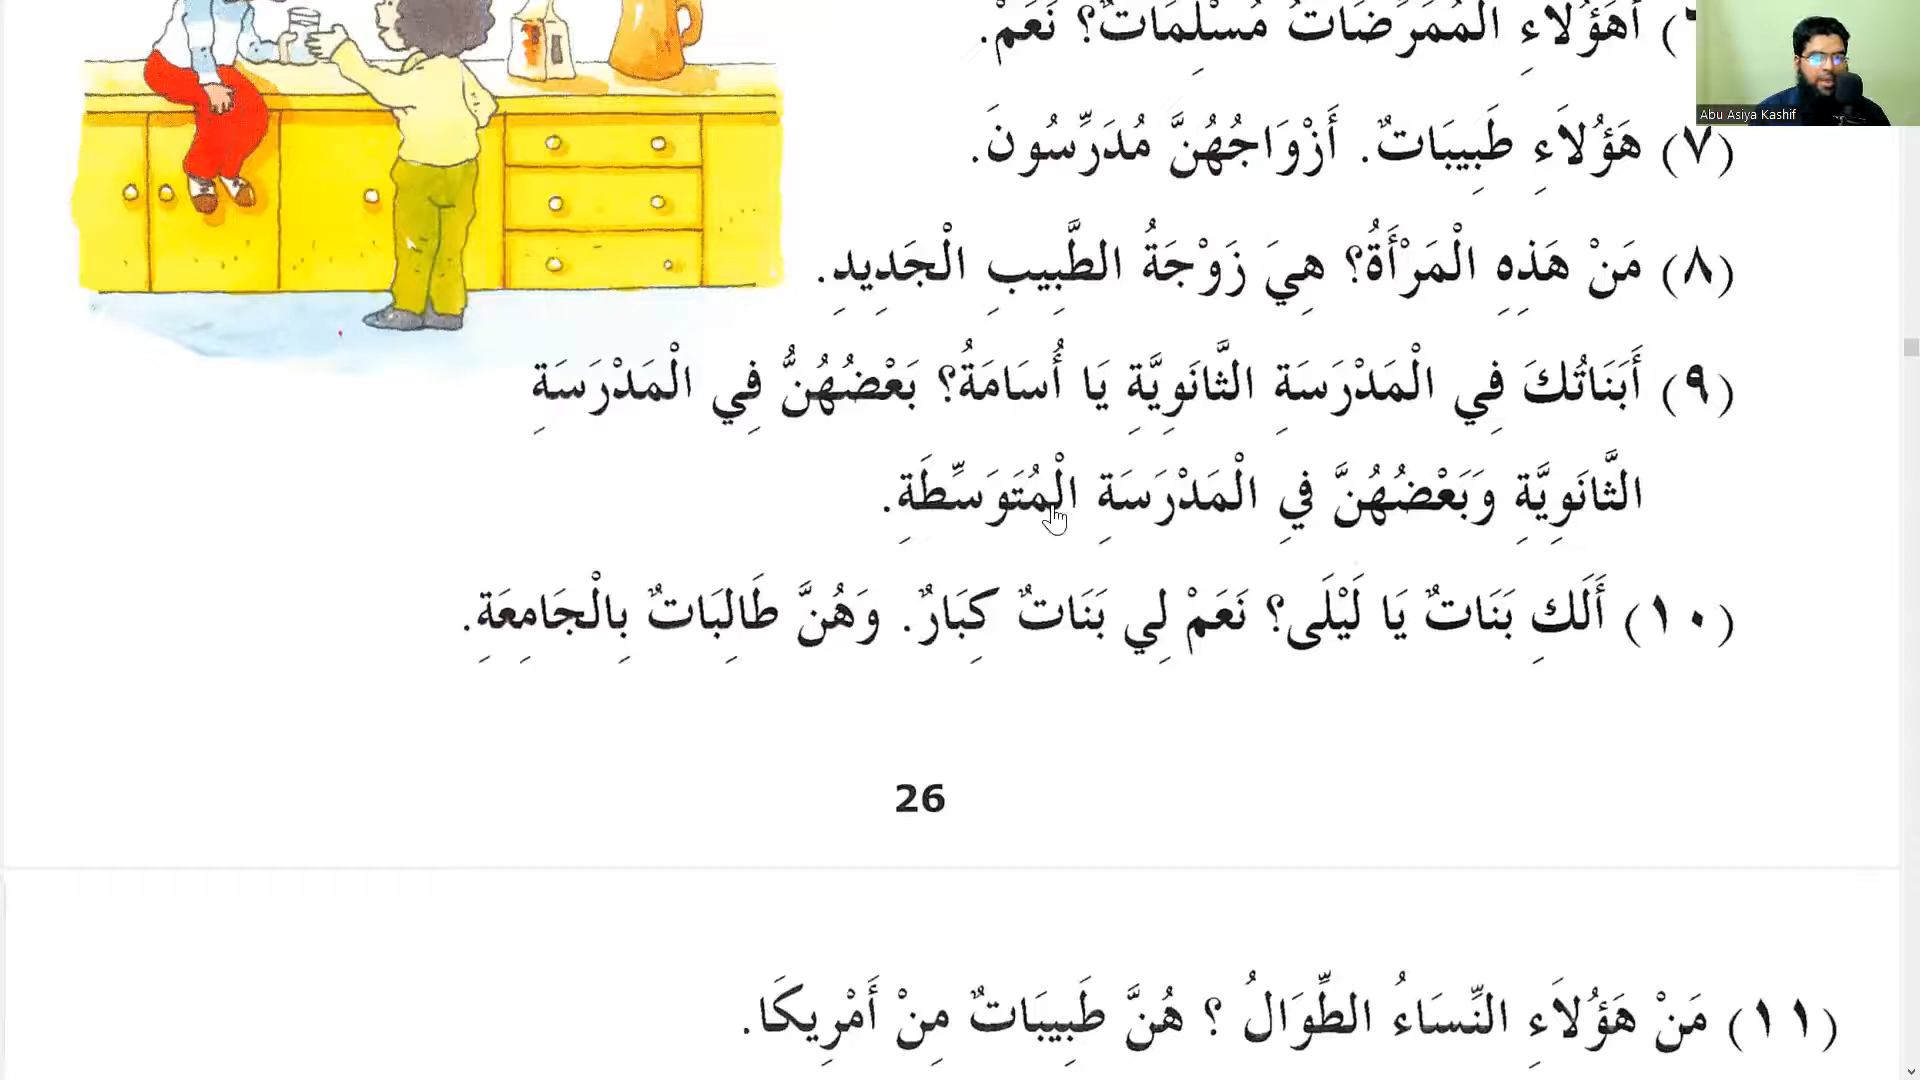 أَهَؤُلَاءِ الْمُمَرِّضَاتُ مُسْلِمَاتٌ؟ نَعَمْ.
Abu Asiya Kashif
(٧) هَؤُلَاءِ طَبِيبَاتٌ. أَزْوَاجُهُنَّ مُدَرِّسُونَ.
(٨) مَنْ هَذِهِ الْمَرْأَةُ؟ هِيَ زَوْجَةُ الطَّبِيبِ الْجَدِيدِ.
(٩) أَبَنَاتُكَ فِي الْمَدْرَسَةِ الثَّانَوِيَّةِ يَا أُسَامَةُ؟ بَعْضُهُنُّ فِي الْمَدْرَسَةِ
الثَّانَوِيَّةِ وَبَعْضُهُنَّ فِي الْمَدْرَسَةِ الْمُتَوَسِّطَةِ.
(١٠) أَلَكِ بَنَاتٌ يَا لَيْلَى؟ نَعَمْ لِي بَنَاتٌ كِبَارٌ. وَهُنَّ طَالِبَاتٌ بِالْجَامِعَةِ.
26
(١١) مَنْ هَؤُلَاءِ النِّسَاءُ الطِّوَالُ ؟ هُنَّ طَبِيبَاتٌ مِنْ أَمْرِيكَا.